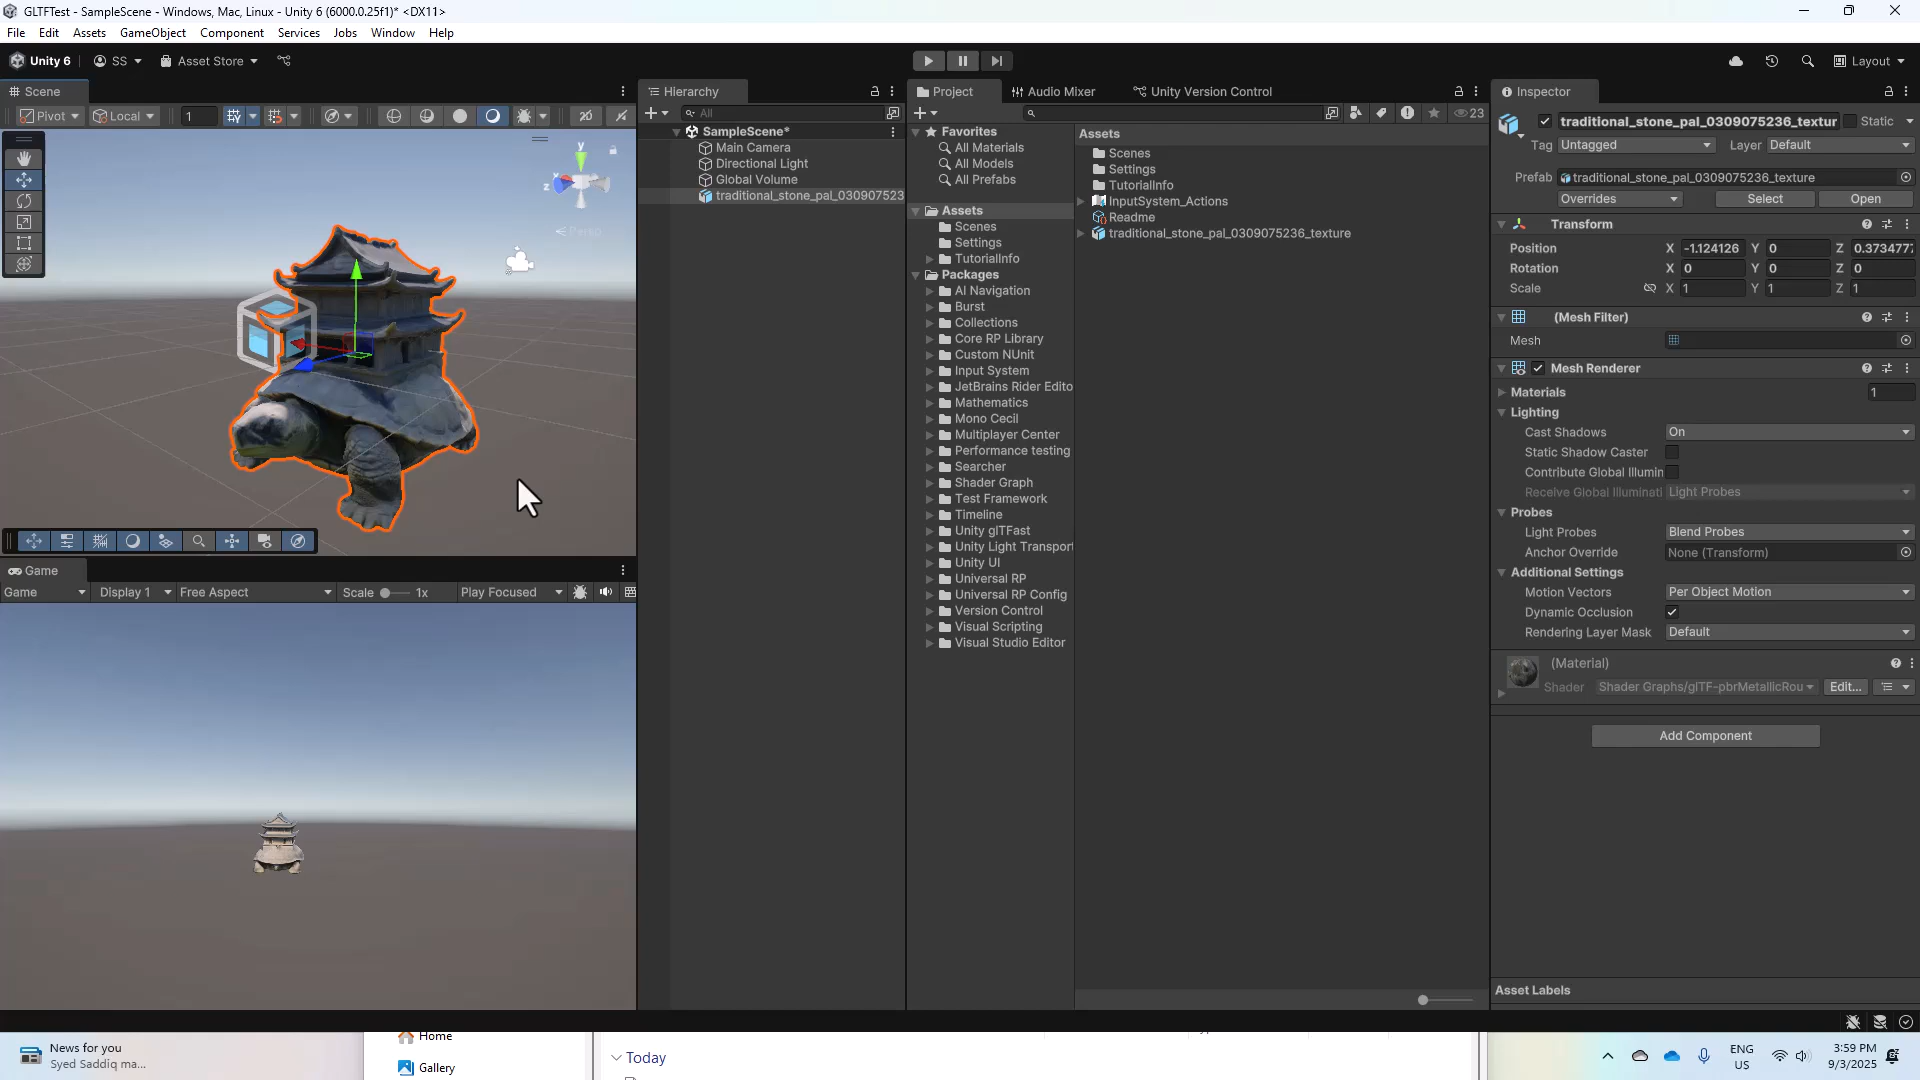 GLTFTest - SampleScene - Windows, Mac, Linux - Unity 6 (6000.0.25f1)* <DX11>
File Edit Assets GameObject Component Services Jobs Window Help
Unity 6 SS Asset Store Layout
Scene
Pivot Local 1 2D
y
x
z
Persp
Game
Game Display 1 Free Aspect Scale 1x Play Focused
Hierarchy
All
SampleScene*
Main Camera
Directional Light
Global Volume
traditional_stone_pal_030907523
Project Audio Mixer Unity Version Control
23
Favorites
All Materials
All Models
All Prefabs
Assets
Scenes
Settings
TutorialInfo
Packages
AI Navigation
Burst
Collections
Core RP Library
Custom NUnit
Input System
JetBrains Rider Edito
Mathematics
Mono Cecil
Multiplayer Center
Performance testing
Searcher
Shader Graph
Test Framework
Timeline
Unity glTFast
Unity Light Transport
Unity UI
Universal RP
Universal RP Config
Version Control
Visual Scripting
Visual Studio Editor
Assets
Scenes
Settings
TutorialInfo
InputSystem_Actions
Readme
traditional_stone_pal_0309075236_texture
Inspector
traditional_stone_pal_0309075236_textur Static
Tag Untagged Layer Default
Prefab traditional_stone_pal_0309075236_texture
Overrides Select Open
Transform
Position X -1.124126 Y 0 Z 0.3734777
Rotation X 0 Y 0 Z 0
Scale X 1 Y 1 Z 1
(Mesh Filter)
Mesh
Mesh Renderer
Materials 1
Lighting
Cast Shadows On
Static Shadow Caster
Contribute Global Illumin
Receive Global Illuminati Light Probes
Probes
Light Probes Blend Probes
Anchor Override None (Transform)
Additional Settings
Motion Vectors Per Object Motion
Dynamic Occlusion
Rendering Layer Mask Default
(Material)
Shader Shader Graphs/glTF-pbrMetallicRou Edit...
Add Component
Asset Labels
News for you
Syed Saddiq ma...
Home
Gallery
Today
ENG
US
3:59 PM
9/3/2025